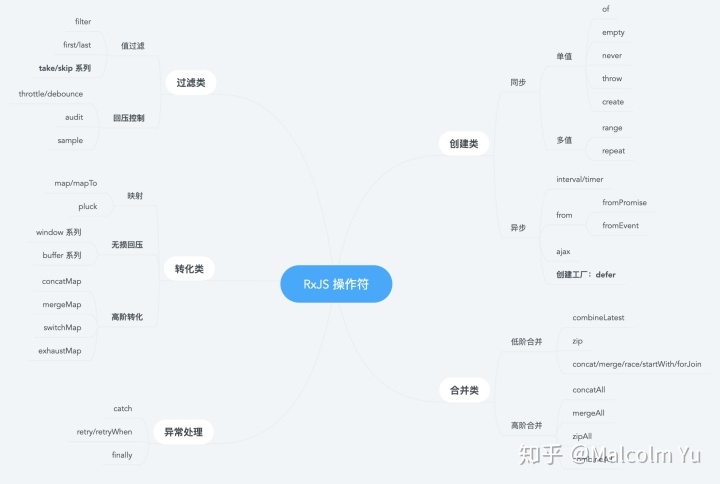 RxJS 操作符
过滤类
值过滤
filter
first/last
take/skip 系列
回压控制
throttle/debounce
audit
sample
转化类
映射
map/mapTo
pluck
无损回压
window 系列
buffer 系列
高阶转化
concatMap
mergeMap
switchMap
exhaustMap
异常处理
catch
retry/retryWhen
finally
创建类
同步
单值
of
empty
never
throw
create
多值
range
repeat
异步
interval/timer
from
fromPromise
fromEvent
ajax
创建工厂：defer
合并类
低阶合并
combineLatest
zip
concat/merge/race/startWith/forJoin
高阶合并
concatAll
mergeAll
zipAll
知乎 @Malcolm Yu